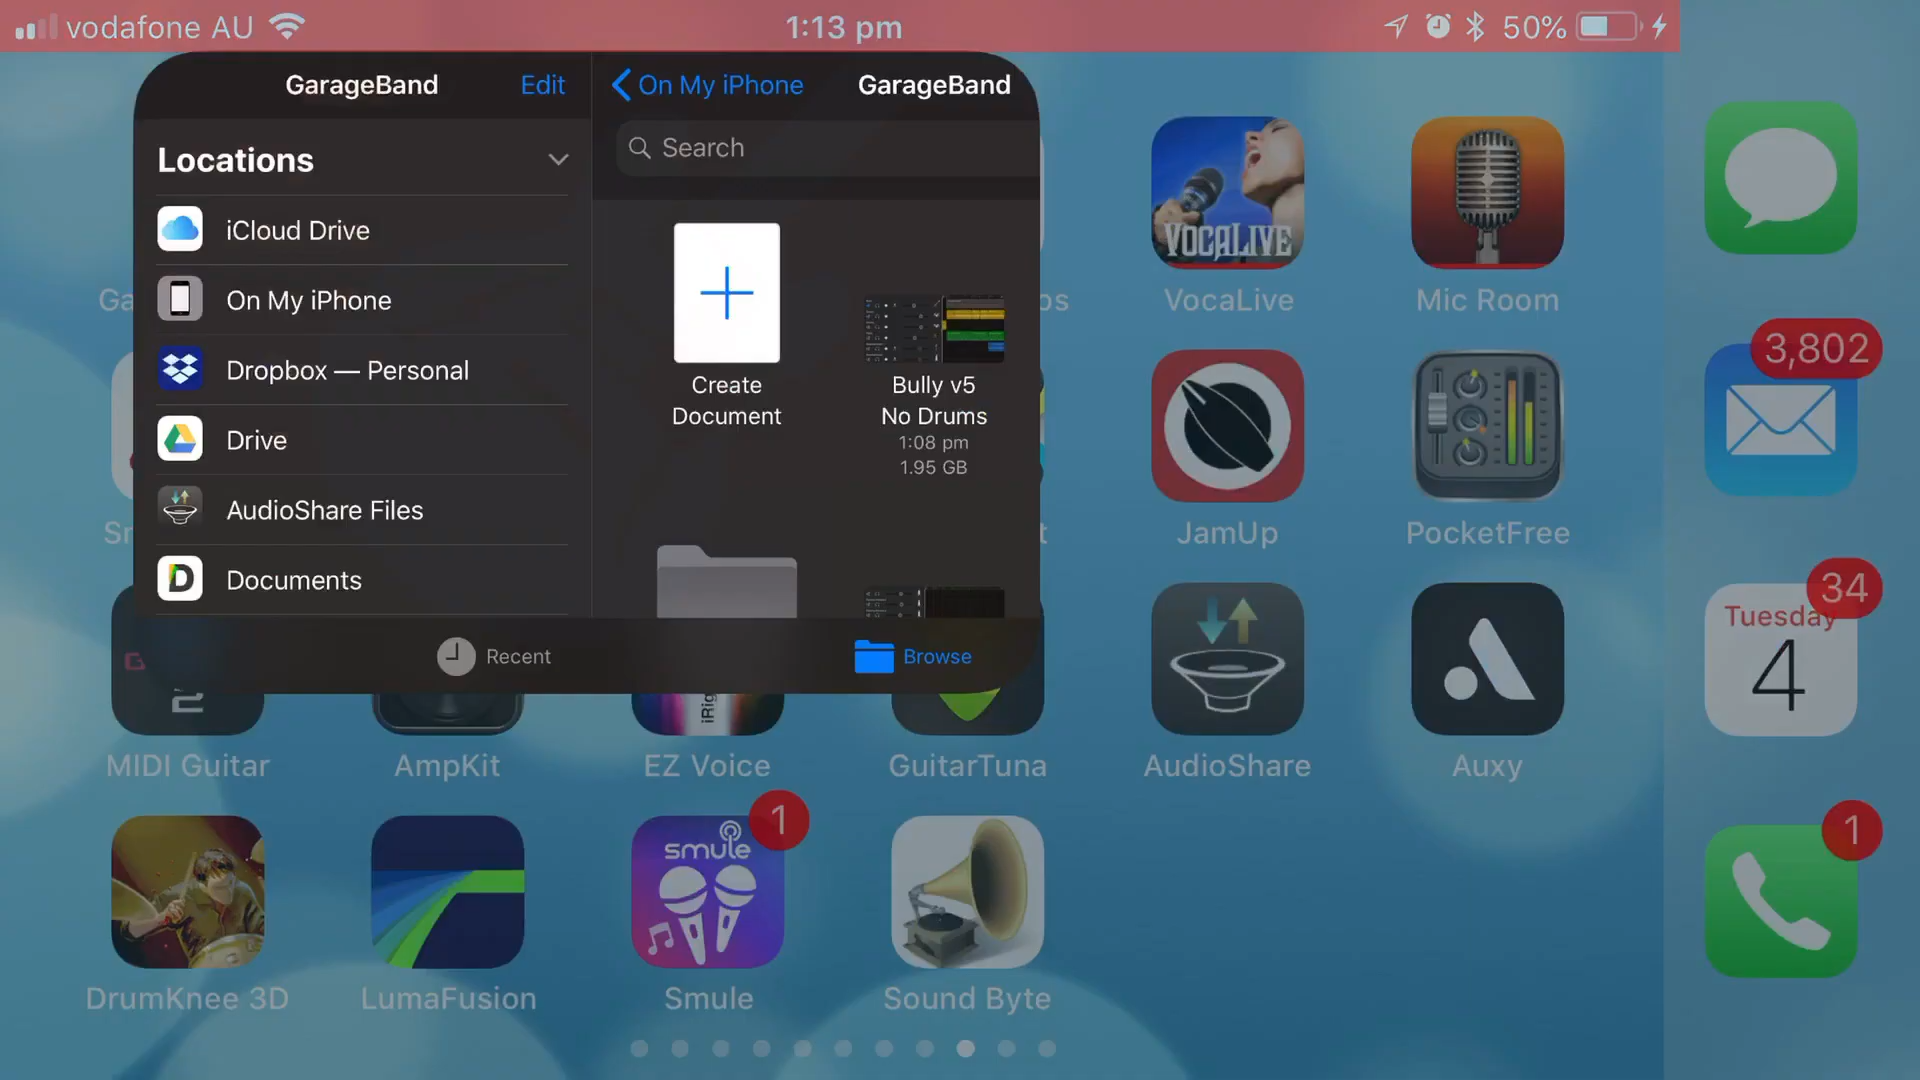 vodafone AU
1:13 pm
50%
GarageBand
Edit
On My iPhone
GarageBand
Search
Locations
iCloud Drive
On My iPhone
Dropbox — Personal
Drive
AudioShare Files
Documents
Create
Document
Bully v5
No Drums
1:08 pm
1.95 GB
Recent
Browse
VOCALIVE
VocaLive
Mic Room
3,802
JamUp
PocketFree
34
Tuesday
4
2
MIDI Guitar
AmpKit
EZ Voice
GuitarTuna
AudioShare
Auxy
smule
1
1
DrumKnee 3D
LumaFusion
Smule
Sound Byte